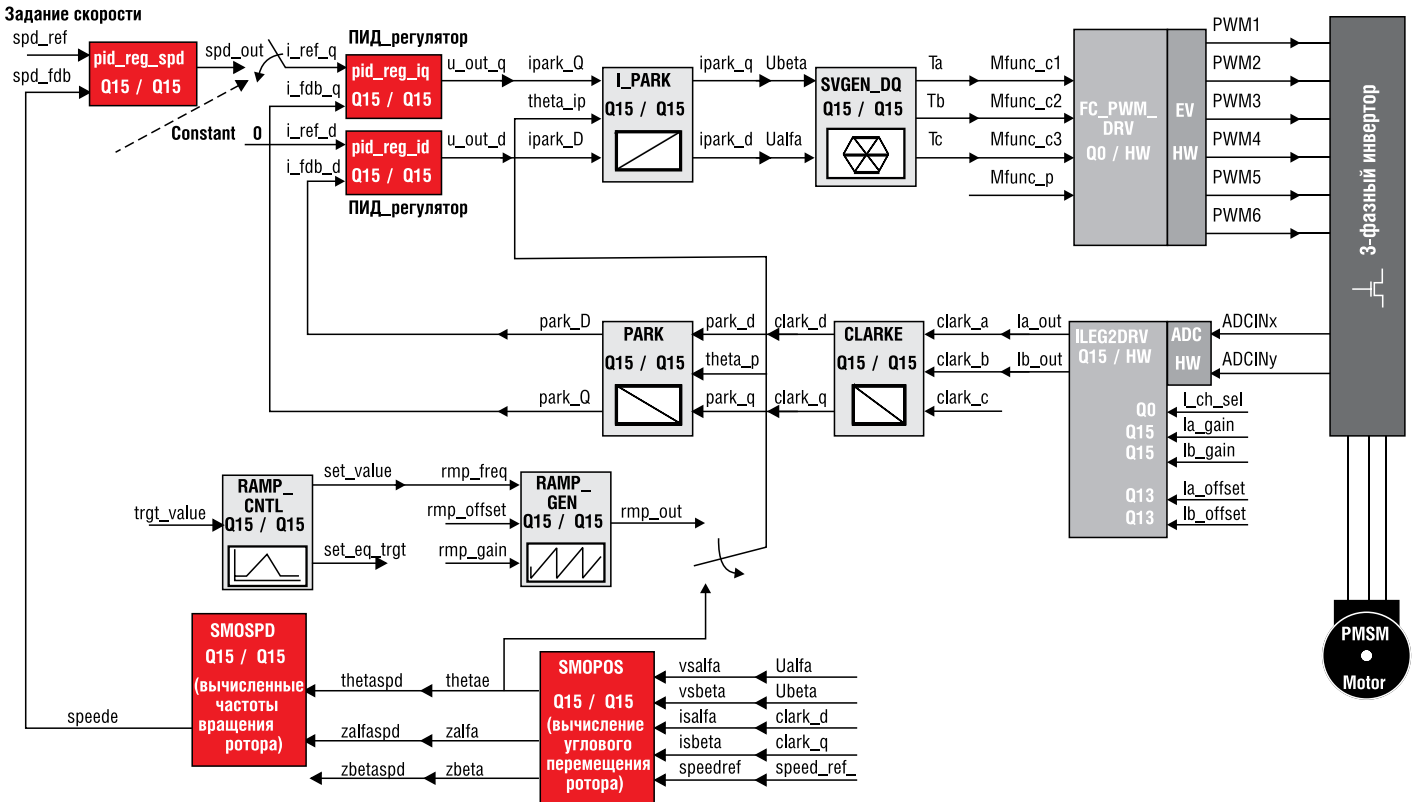 Задание скорости
spd_ref
spd_fdb
pid_reg_spd
Q15 / Q15
spd_out
i_ref_q
i_fdb_q
ПИД_регулятор
pid_reg_iq
Q15 / Q15
u_out_q
ipark_Q
theta_ip
Constant 0
i_ref_d
i_fdb_d
pid_reg_id
Q15 / Q15
ПИД_регулятор
u_out_d
ipark_D
I_PARK
Q15 / Q15
ipark_q
Ubeta
ipark_d
Ualfa
SVGEN_DQ
Q15 / Q15
Ta
Tb
Tc
Mfunc_c1
Mfunc_c2
Mfunc_c3
Mfunc_p
FC_PWM_
DRV
Q0 / HW
EV
HW
PWM1
PWM2
PWM3
PWM4
PWM5
PWM6
3-фазный инвертор
park_D
park_Q
PARK
Q15 / Q15
park_d
theta_p
park_q
clark_d
clark_q
CLARKE
Q15 / Q15
clark_a
clark_b
clark_c
Ia_out
Ib_out
ILEG2DRV
Q15 / HW
ADC
HW
ADCINx
ADCINy
Q0
Q15
Q15
Q13
Q13
I_ch_sel
Ia_gain
Ib_gain
Ia_offset
Ib_offset
trgt_value
RAMP_
CNTL
Q15 / Q15
set_value
set_eq_trgt
rmp_freq
rmp_offset
rmp_gain
RAMP_
GEN
Q15 / Q15
rmp_out
PMSM
Motor
speede
SMOSPD
Q15 / Q15
(вычисленные
частоты
вращения
ротора)
thetaspd
thetae
zalfaspd
zalfa
zbetaspd
zbeta
SMOPOS
Q15 / Q15
(вычисление
углового
перемещения
ротора)
vsalfa
Ualfa
vsbeta
Ubeta
isalfa
clark_d
isbeta
clark_q
speedref
speed_ref_